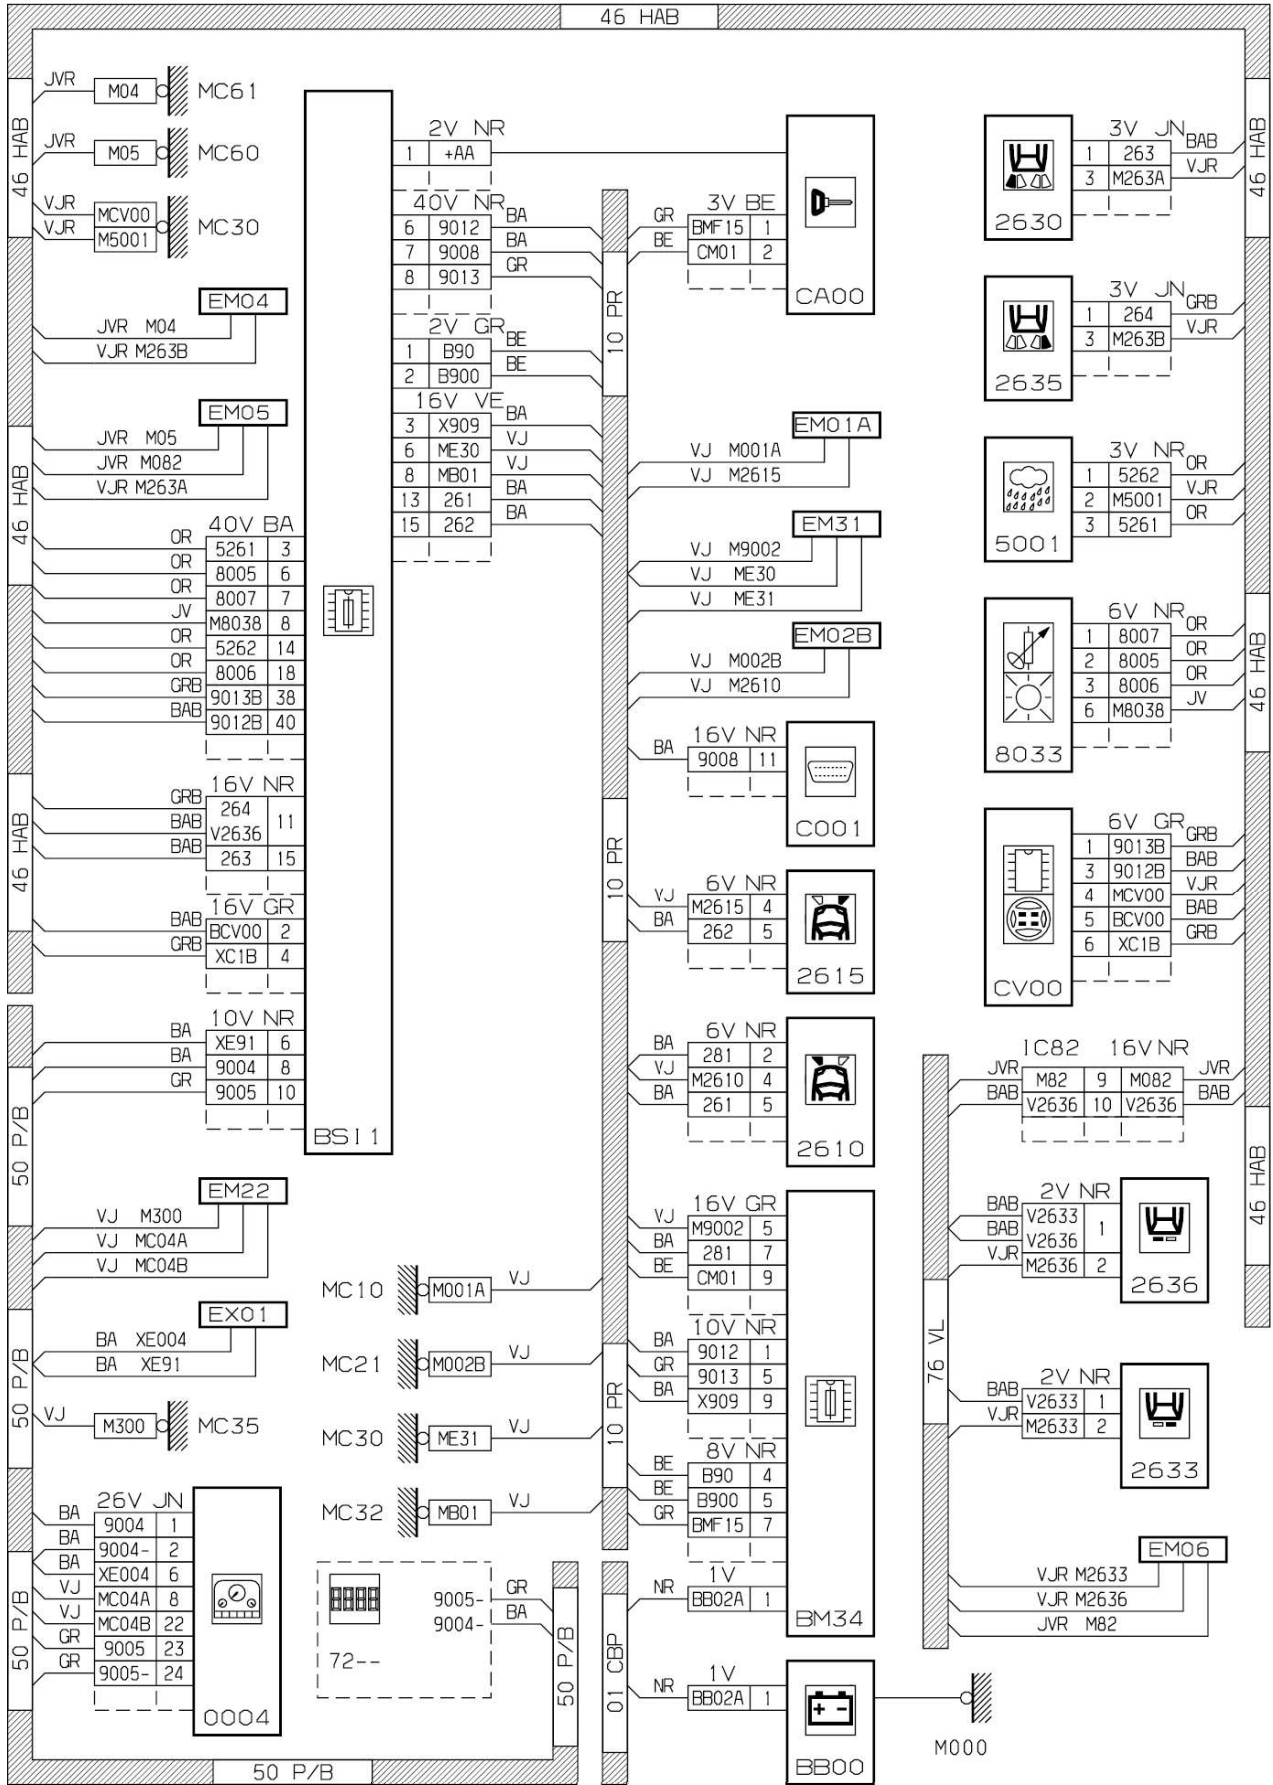 46 HAB
46 HAB
JVR M04 MC61
JVR M05 MC60
VJR MCV00 MC30
VJR M5001
EM04
JVR M04
VJR M263B
EM05
JVR M05
JVR M082
VJR M263A
46 HAB
40V BA
OR 5261 3
OR 8005 6
OR 8007 7
JV M8038 8
OR 5262 14
OR 8006 18
GRB 9013B 38
BAB 9012B 40
46 HAB
16V NR
GRB 264 11
BAB V2636
BAB 263 15
16V GR
BAB BCV00 2
GRB XC1B 4
10V NR
BA XE91 6
BA 9004 8
GR 9005 10
50 P/B
BSI1
EM22
VJ M300
VJ MC04A
VJ MC04B
EX01
BA XE004
BA XE91
50 P/B
VJ M300 MC35
26V JN
BA 9004 1
BA 9004- 2
BA XE004 6
VJ MC04A 8
VJ MC04B 22
GR 9005 23
GR 9005- 24
50 P/B
0004
50 P/B
2V NR
1 +AA
40V NR
6 9012 BA
7 9008 BA
8 9013 GR
2V GR
1 B90 BE
2 B900 BE
16V VE
3 X909 BA
6 ME30 VJ
8 MB01 VJ
13 261 BA
15 262 BA
MC10 M001A VJ
MC21 M002B VJ
MC30 ME31 VJ
MC32 MB01 VJ
9005- GR
9004- BA
72--
50 P/B
10 PR
3V BE
GR BMF15 1
BE CM01 2
CA00
EM01A
VJ M001A
VJ M2615
EM31
VJ M9002
VJ ME30
VJ ME31
EM02B
VJ M002B
VJ M2610
16V NR
BA 9008 11
C001
10 PR
6V NR
VJ M2615 4
BA 262 5
2615
6V NR
BA 281 2
VJ M2610 4
BA 261 5
2610
16V GR
VJ M9002 5
BA 281 7
BE CM01 9
10V NR
BA 9012 1
GR 9013 5
BA X909 9
10 PR
8V NR
BE B90 4
BE B900 5
GR BMF15 7
1V
NR BB02A 1
BM34
01 CBP
1V
NR BB02A 1
BB00
M000
3V JN
1 263 BAB
3 M263A VJR
2630
46 HAB
3V JN
1 264 GRB
3 M263B VJR
2635
3V NR
1 5262 OR
2 M5001 VJR
3 5261 OR
5001
6V NR
1 8007 OR
2 8005 OR
3 8006 OR
6 M8038 JV
8033
46 HAB
6V GR
1 9013B GRB
3 9012B BAB
4 MCV00 VJR
5 BCV00 BAB
6 XC1B GRB
CV00
IC82 16V NR
JVR M82 9 M082 JVR
BAB V2636 10 V2636 BAB
46 HAB
2V NR
BAB V2633 1
BAB V2636
VJR M2636 2
2636
76 VL
2V NR
BAB V2633 1
VJR M2633 2
2633
EM06
VJR M2633
VJR M2636
JVR M82